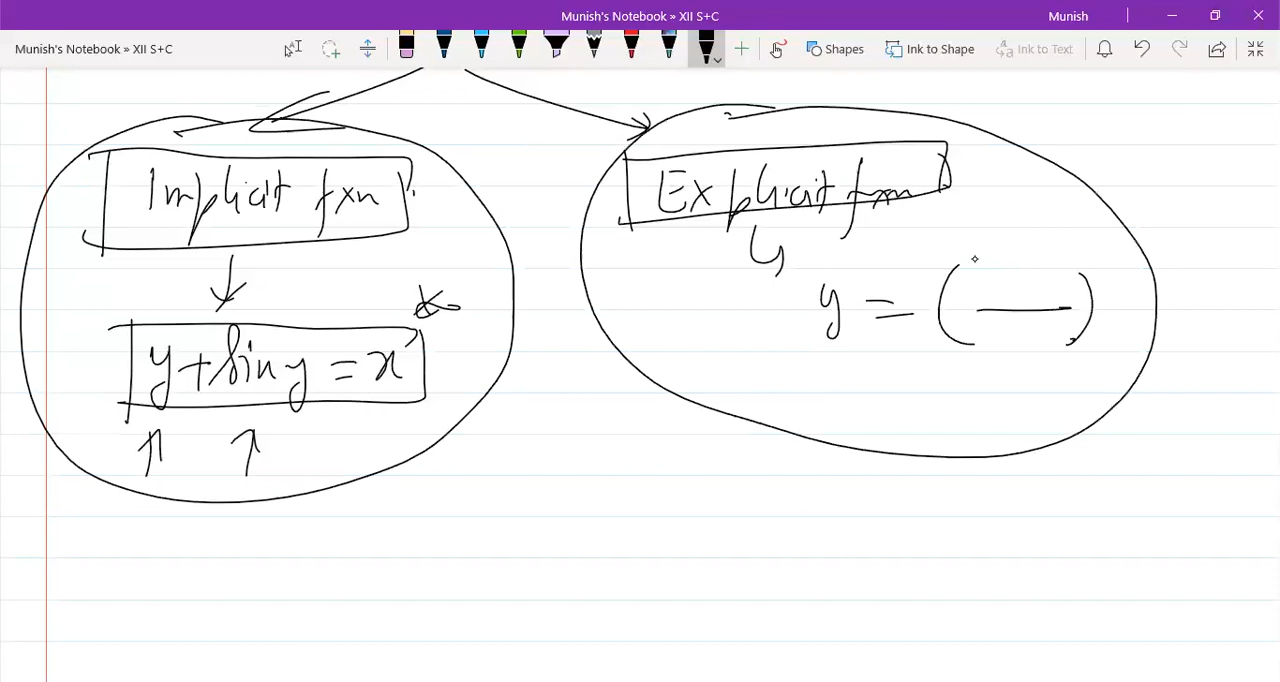 Munish's Notebook » XII S+C
Munish
Munish's Notebook » XII S+C
Shapes
Ink to Shape
Ink to Text
Implicit fxn
Explicit fxn
y = ( — )
y + sin y = x